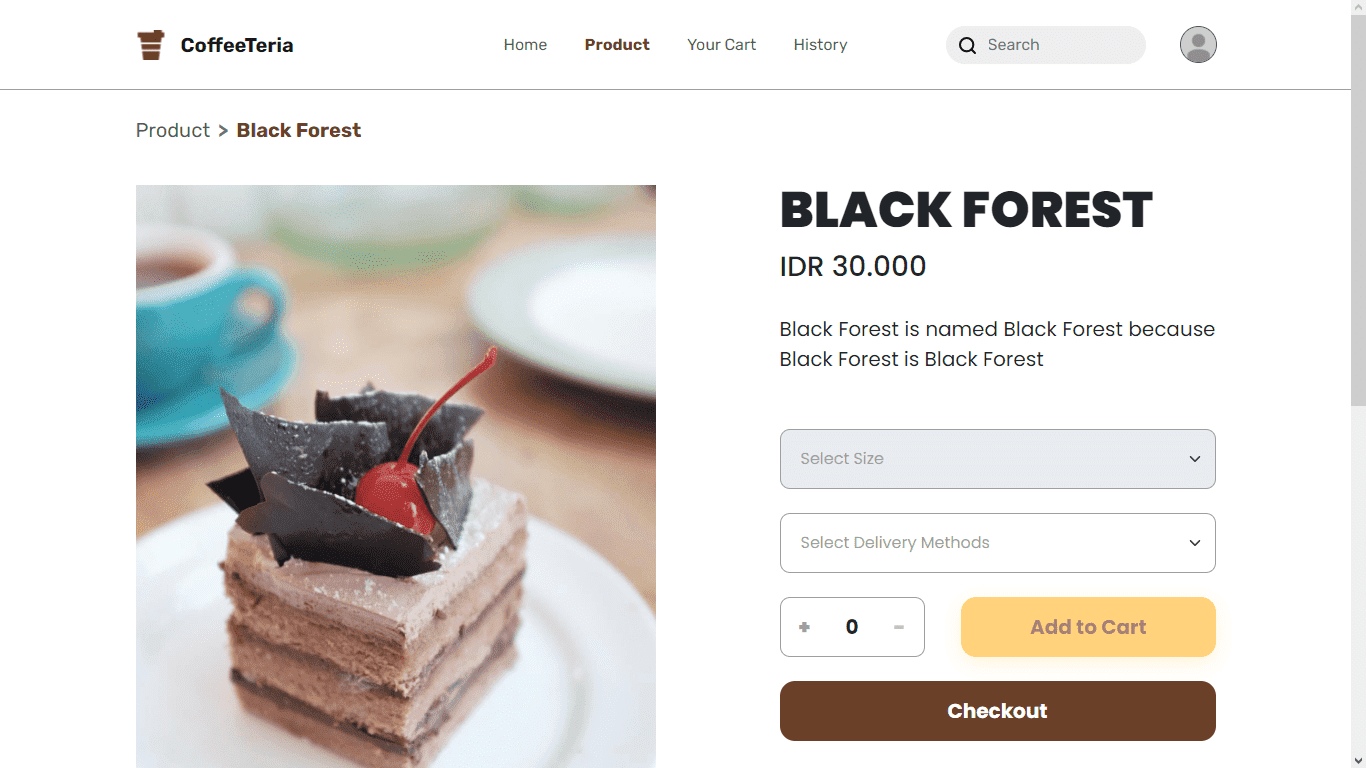 CoffeeTeria
Home Product Your Cart History
Search
Product > Black Forest
BLACK FOREST
IDR 30.000
Black Forest is named Black Forest because
Black Forest is Black Forest
Select Size
Select Delivery Methods
+ 0 -
Add to Cart
Checkout